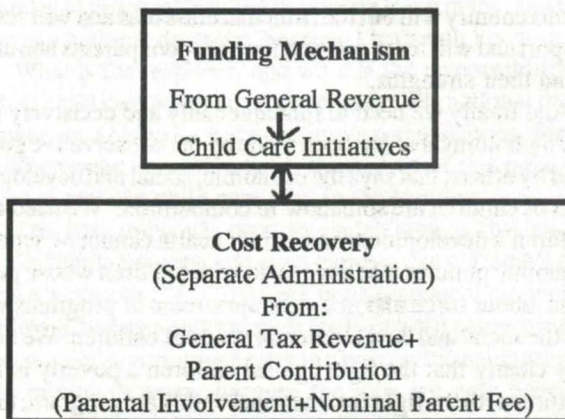 Funding Mechanism
From General Revenue
Child Care Initiatives
Cost Recovery
(Separate Administration)
From:
General Tax Revenue+
Parent Contribution
(Parental Involvement+Nominal Parent Fee)